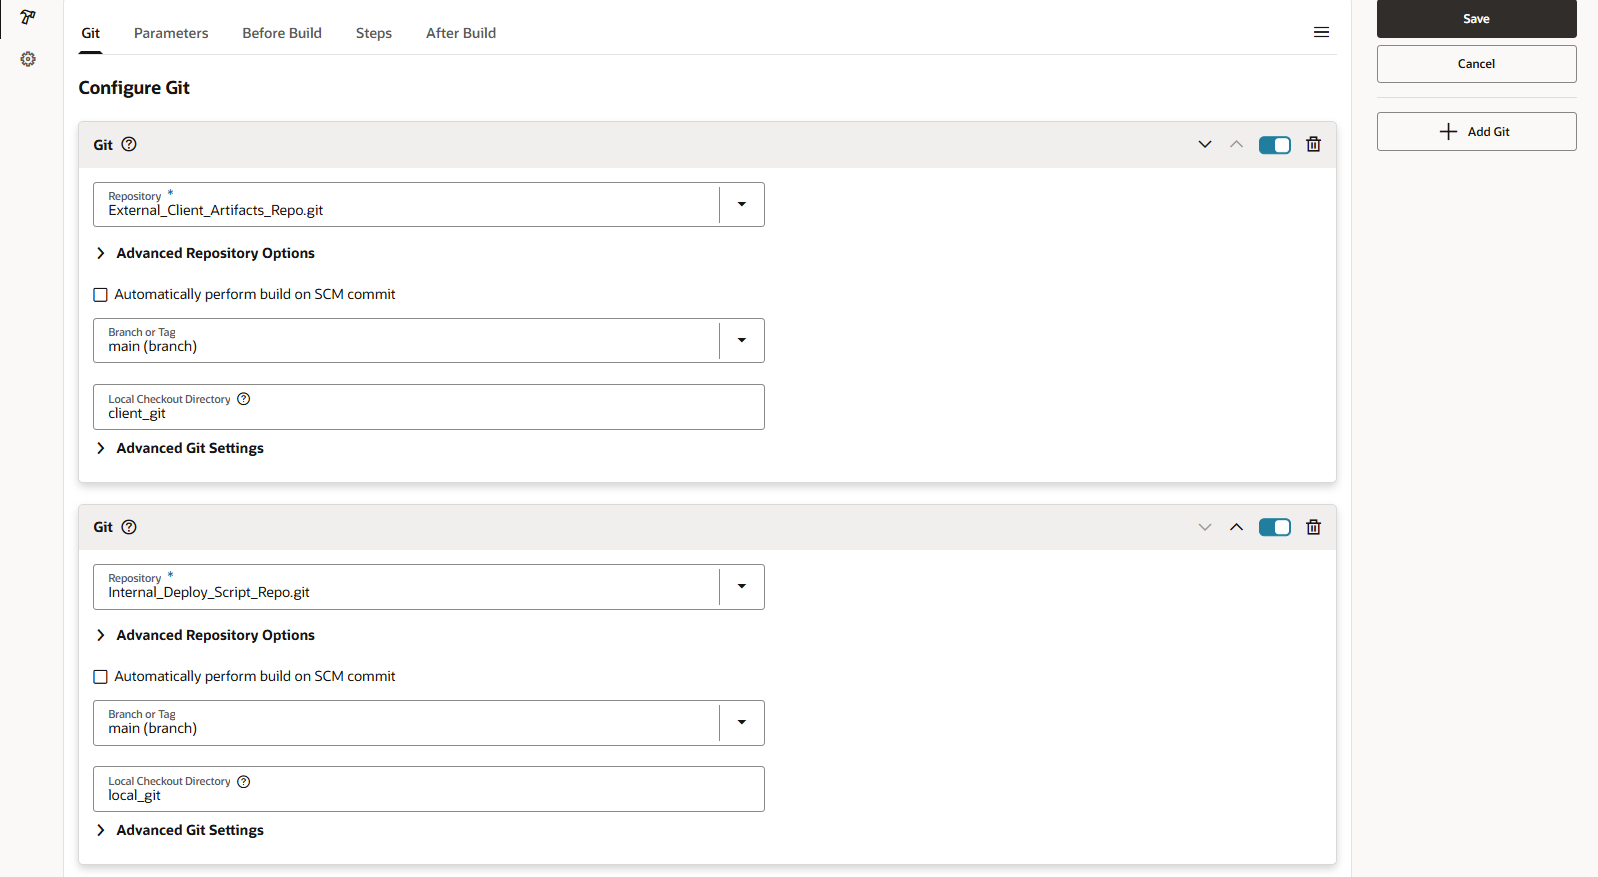 Git Parameters Before Build Steps After Build
Save
Cancel
Add Git
Configure Git
Git
Repository *
External_Client_Artifacts_Repo.git
Advanced Repository Options
Automatically perform build on SCM commit
Branch or Tag
main (branch)
Local Checkout Directory
client_git
Advanced Git Settings
Git
Repository *
Internal_Deploy_Script_Repo.git
Advanced Repository Options
Automatically perform build on SCM commit
Branch or Tag
main (branch)
Local Checkout Directory
local_git
Advanced Git Settings